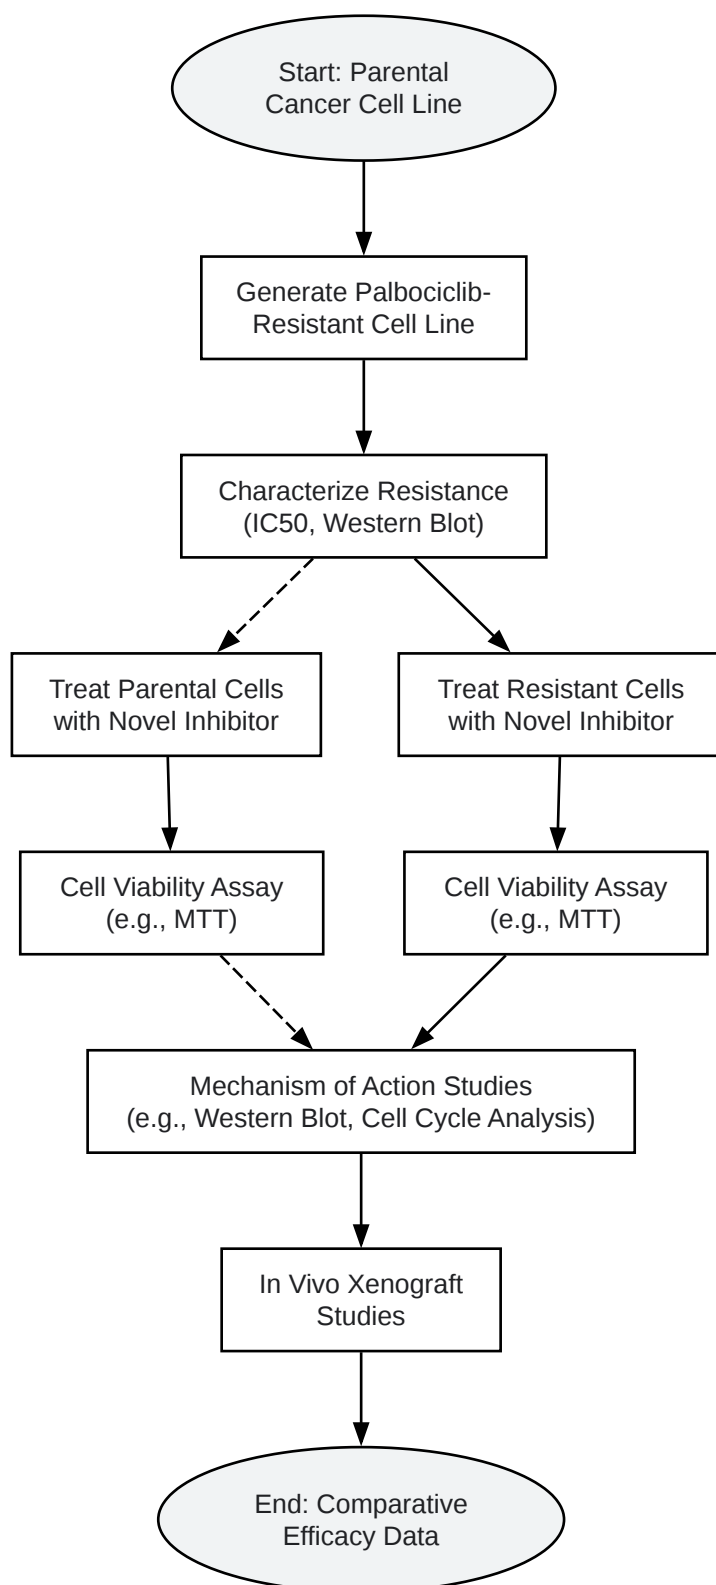 Start: Parental
Cancer Cell Line
Generate Palbociclib-
Resistant Cell Line
Characterize Resistance
(IC50, Western Blot)
Treat Parental Cells
with Novel Inhibitor
Treat Resistant Cells
with Novel Inhibitor
Cell Viability Assay
(e.g., MTT)
Cell Viability Assay
(e.g., MTT)
Mechanism of Action Studies
(e.g., Western Blot, Cell Cycle Analysis)
In Vivo Xenograft
Studies
End: Comparative
Efficacy Data